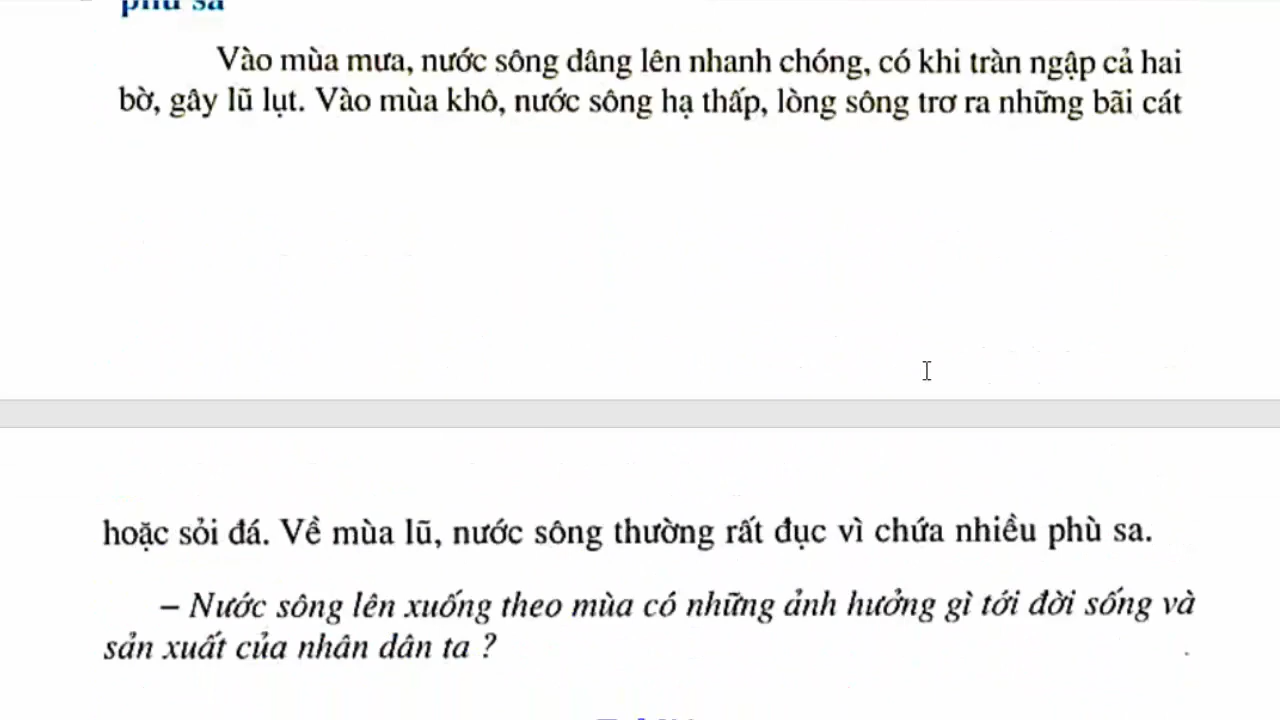 phù sa
Vào mùa mưa, nước sông dâng lên nhanh chóng, có khi tràn ngập cả hai
bờ, gây lũ lụt. Vào mùa khô, nước sông hạ thấp, lòng sông trơ ra những bãi cát
hoặc sỏi đá. Về mùa lũ, nước sông thường rất đục vì chứa nhiều phù sa.
– Nước sông lên xuống theo mùa có những ảnh hưởng gì tới đời sống và
sản xuất của nhân dân ta ?